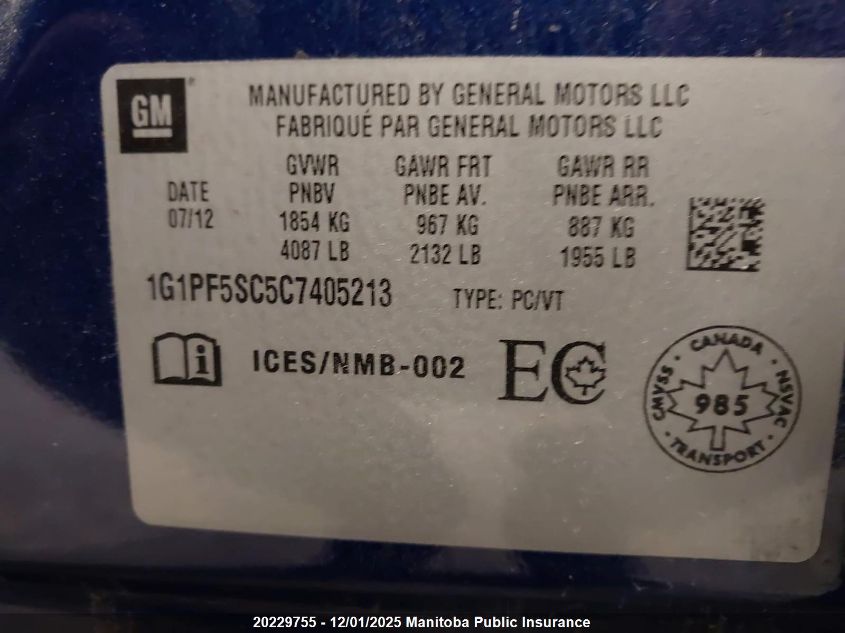 GM
MANUFACTURED BY GENERAL MOTORS LLC
FABRIQUÉ PAR GENERAL MOTORS LLC
GVWR GAWR FRT GAWR RR
DATE PNBV PNBE AV. PNBE ARR.
07/12 1854 KG 967 KG 887 KG
4087 LB 2132 LB 1955 LB
1G1PF5SC5C7405213 TYPE: PC/VT
i ICES/NMB-002 EC
CANADA
CMVSS · 985 · NSVAC
TRANSPORT
20229755 - 12/01/2025 Manitoba Public Insurance